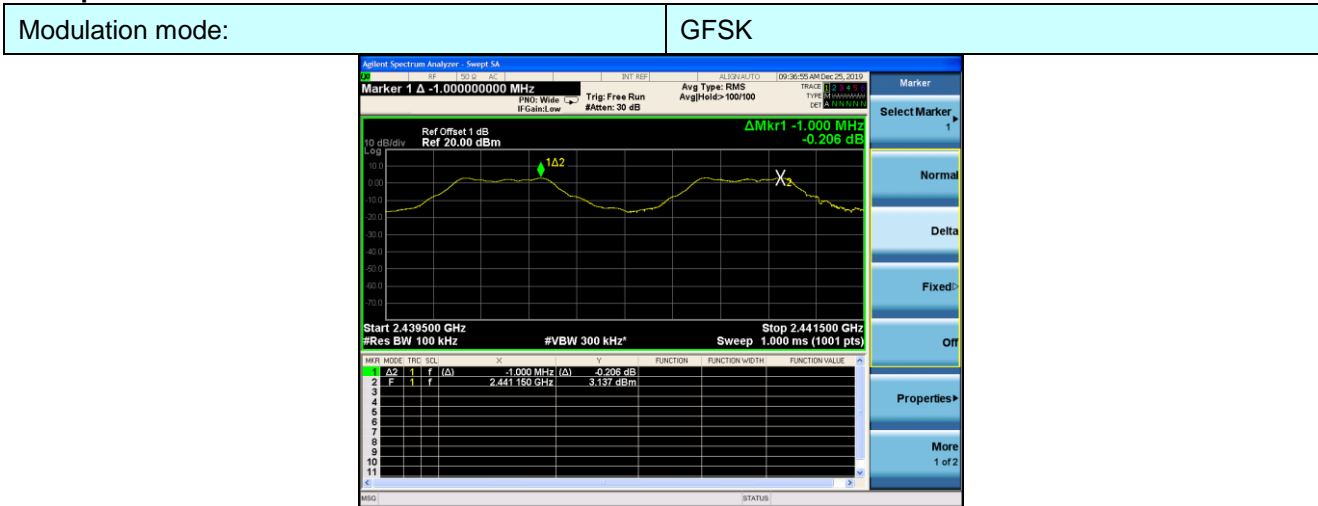 Modulation mode: GFSK
Agilent Spectrum Analyzer - Swept SA
RF 50 Ω AC INT REF ALIGNAUTO 09:36:55 AM Dec 25, 2019
Marker 1 Δ -1.000000000 MHz
PNO: Wide
IFGain:Low
Trig: Free Run
#Atten: 30 dB
Avg Type: RMS
Avg|Hold:>100/100
TRACE 1 2 3 4 5 6
TYPE
DET A N N N N N
Ref Offset 1 dB
10 dB/div Ref 20.00 dBm
Log
ΔMkr1 -1.000 MHz
-0.206 dB
10.0
0.00
-10.0
-20.0
-30.0
-40.0
-50.0
-60.0
-70.0
1Δ2
2
Start 2.439500 GHz Stop 2.441500 GHz
#Res BW 100 kHz #VBW 300 kHz* Sweep 1.000 ms (1001 pts)
MKR MODE TRC SCL X Y FUNCTION FUNCTION WIDTH FUNCTION VALUE
1 Δ2 1 f (Δ) -1.000 MHz (Δ) -0.206 dB
2 F 1 f 2.441 150 GHz 3.137 dBm
3
4
5
6
7
8
9
10
11
MSG STATUS
Marker
Select Marker
1
Normal
Delta
Fixed
Off
Properties
More
1 of 2